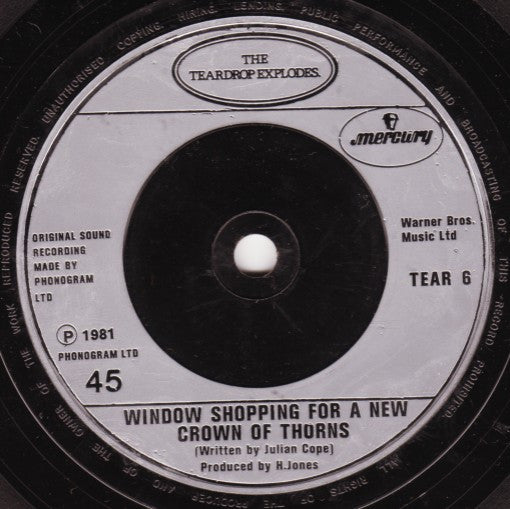 THE
TEARDROP EXPLODES.
mercury
Warner Bros.
Music Ltd
TEAR 6
ORIGINAL SOUND
RECORDING
MADE BY
PHONOGRAM
LTD
Ⓟ 1981
PHONOGRAM LTD
45
WINDOW SHOPPING FOR A NEW
CROWN OF THORNS
(Written by Julian Cope)
Produced by H.Jones
ALL RIGHTS OF THE PRODUCER AND OF THE OWNER OF THE WORK REPRODUCED RESERVED. UNAUTHORISED COPYING, HIRING, LENDING, PUBLIC PERFORMANCE AND BROADCASTING OF THIS RECORD PROHIBITED.